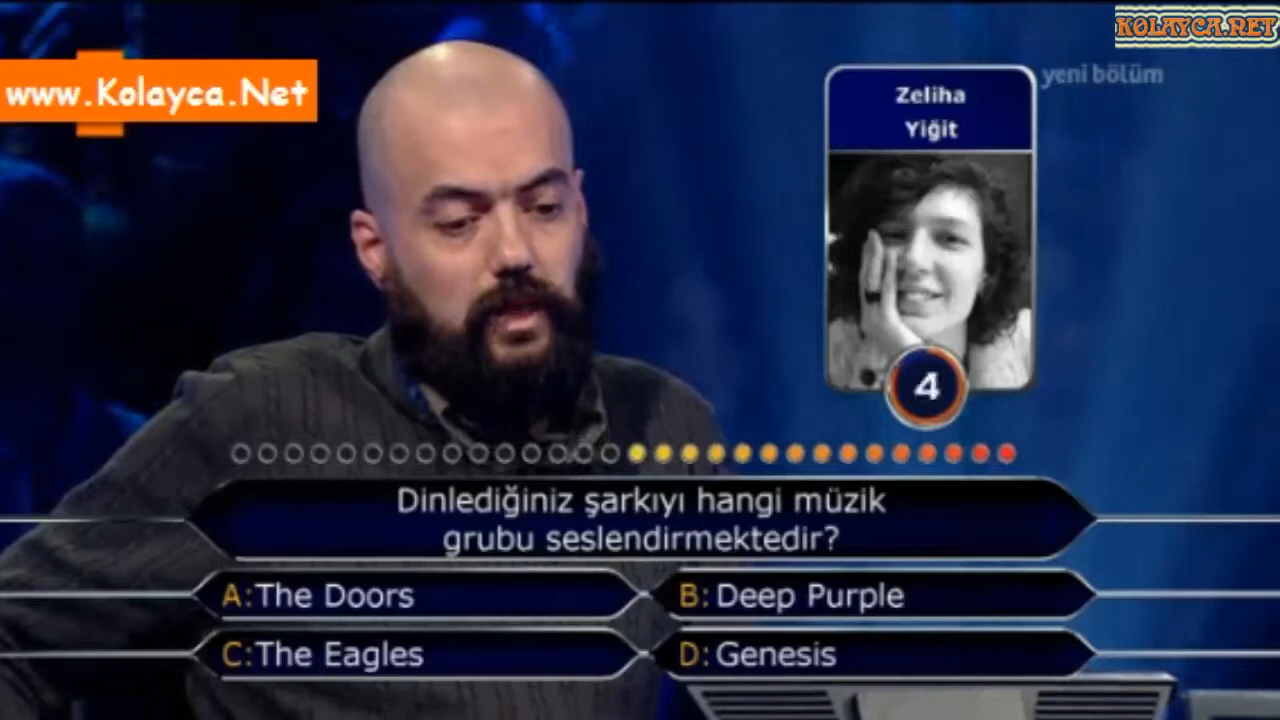 KOLAYCA.NET
www.Kolayca.Net
yeni bölüm
Zeliha
Yiğit
4
Dinlediğiniz şarkıyı hangi müzik
grubu seslendirmektedir?
A:The Doors
B: Deep Purple
C:The Eagles
D: Genesis